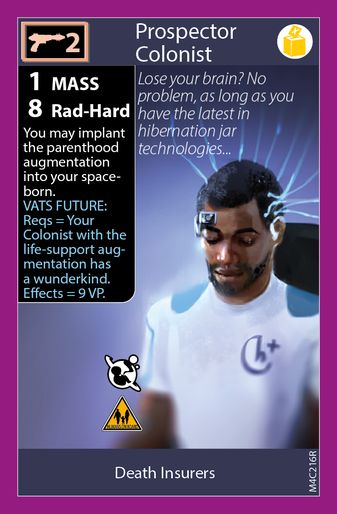 2
Prospector
Colonist
1 MASS
8 Rad-Hard
You may implant
the parenthood
augmentation
into your space-
born.
VATS FUTURE:
Reqs = Your
Colonist with the
life-support aug-
mentation has
a wunderkind.
Effects = 9 VP.
Lose your brain? No
problem, as long as you
have the latest in
hibernation jar
technologies...
h+
Death Insurers
M4C216R